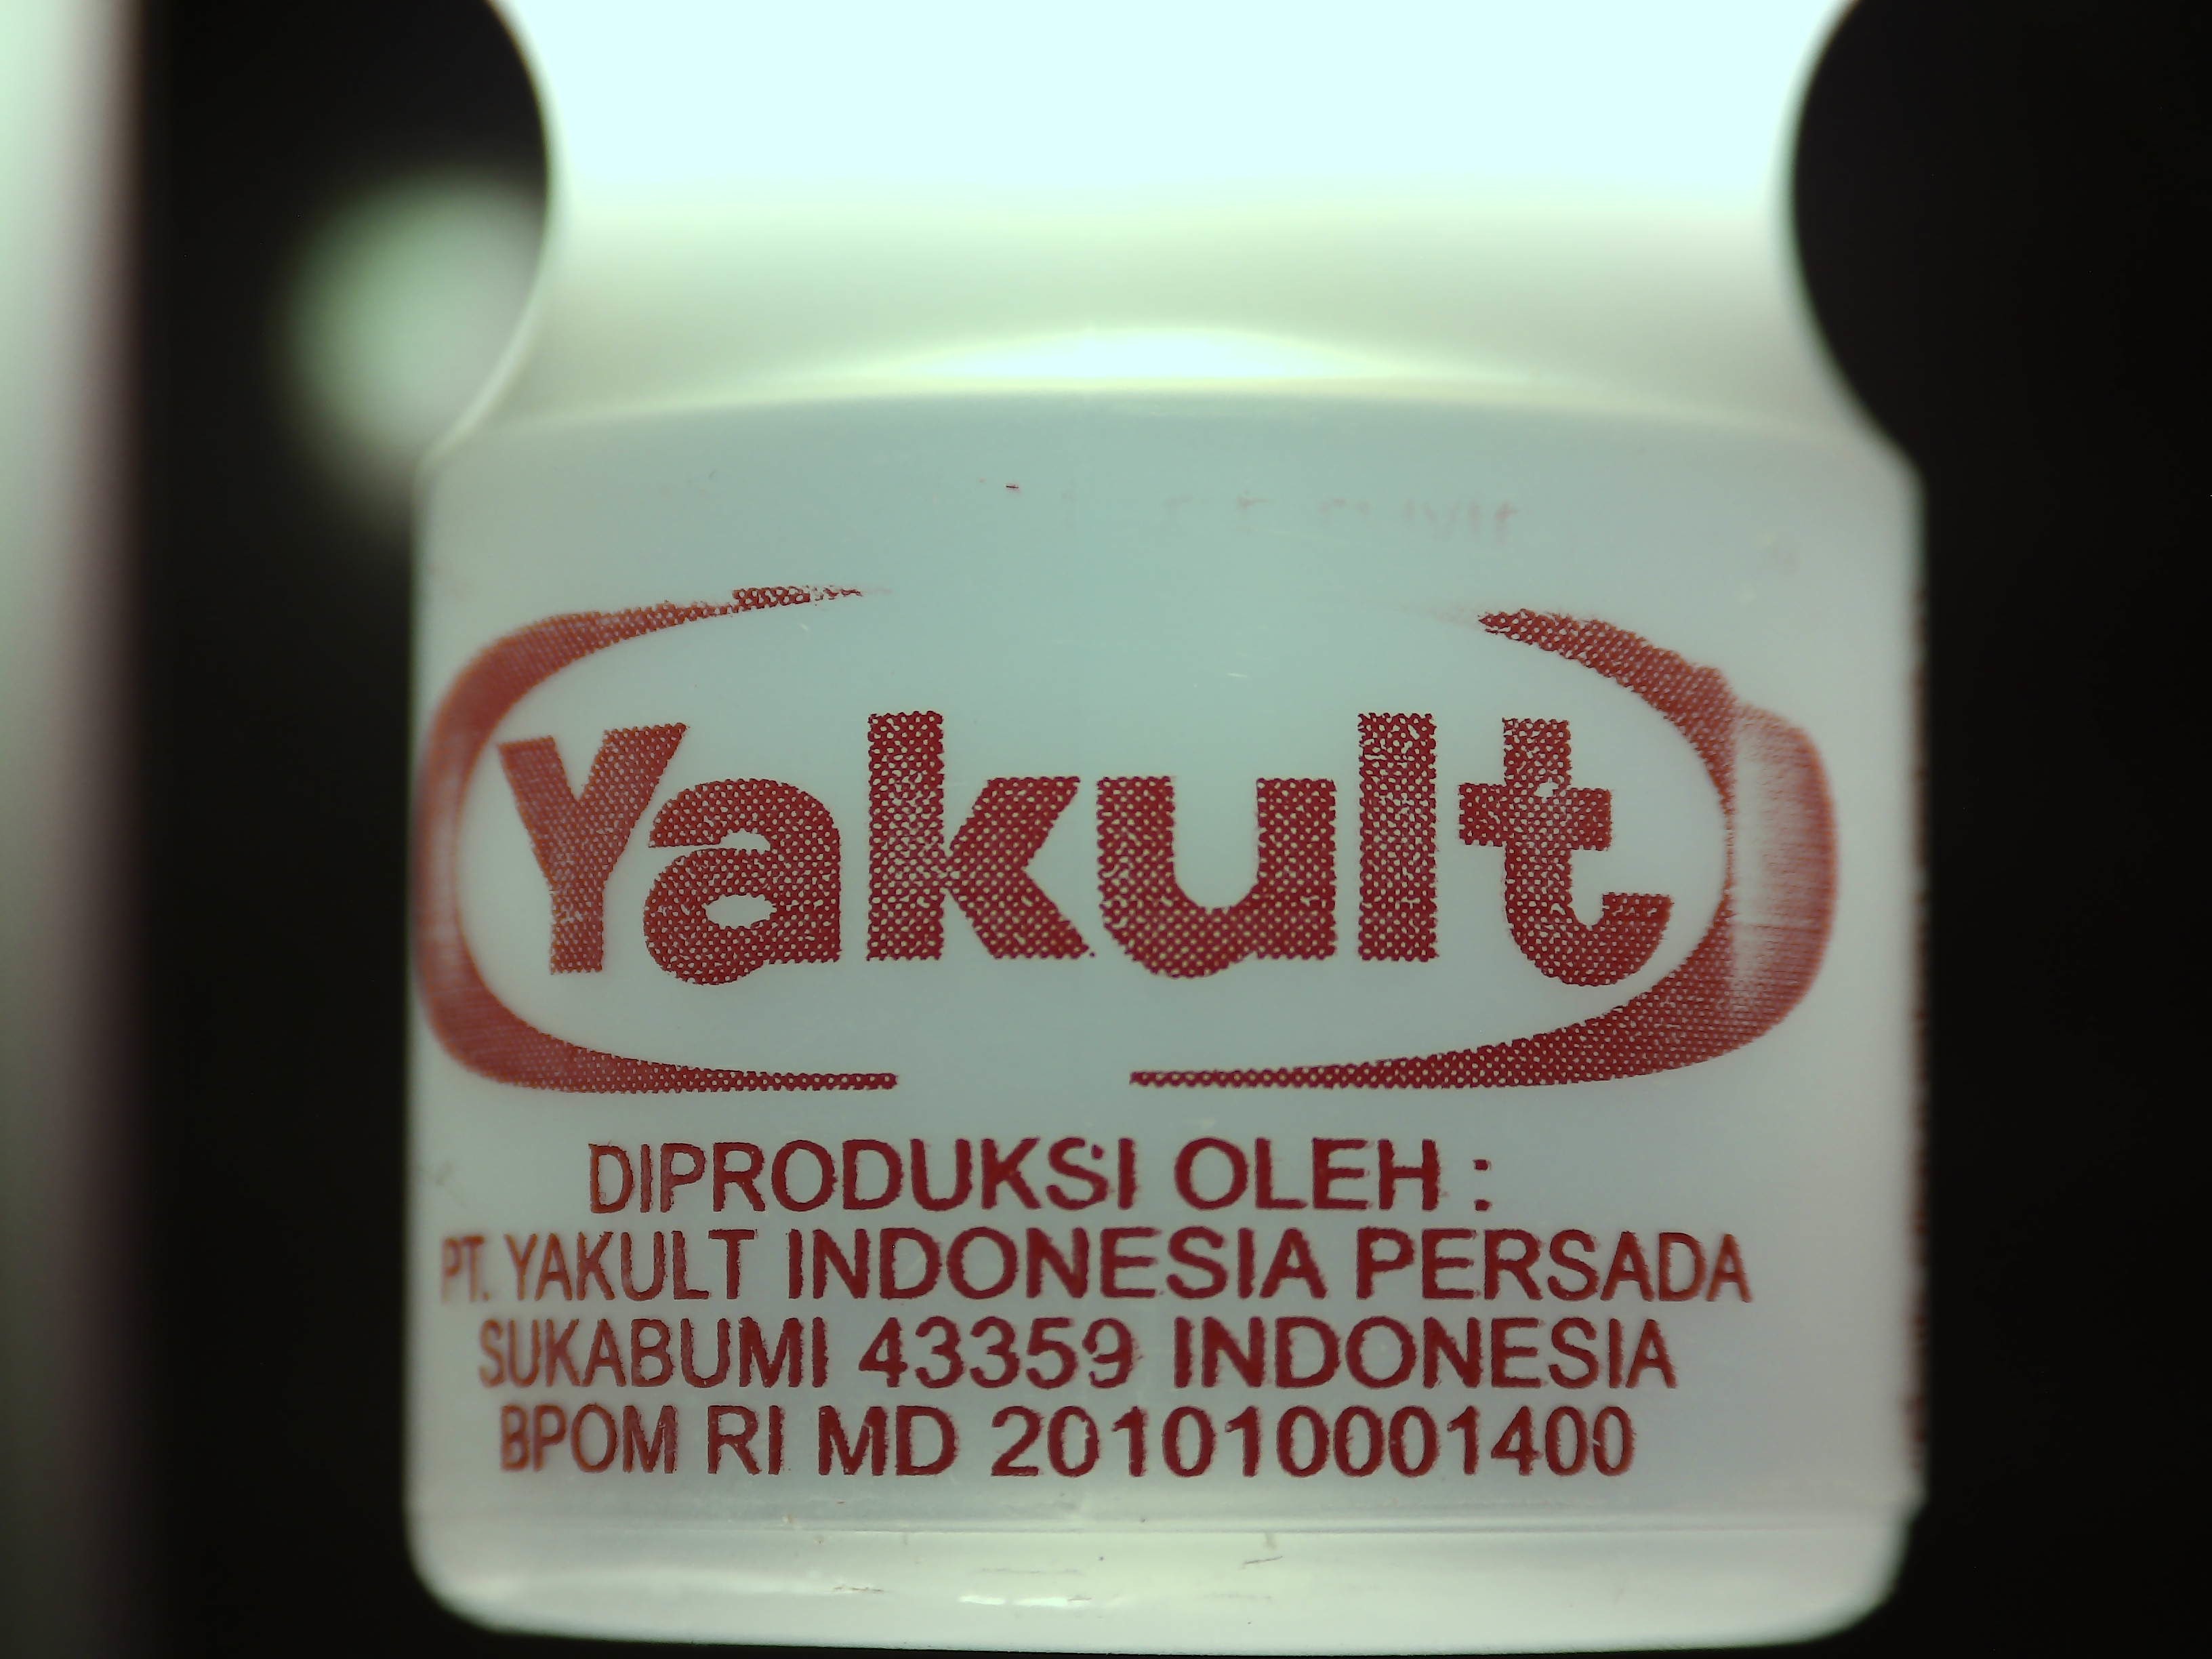 Yakult
DIPRODUKSI OLEH :
PT. YAKULT INDONESIA PERSADA
SUKABUMI 43359 INDONESIA
BPOM RI MD 201010001400